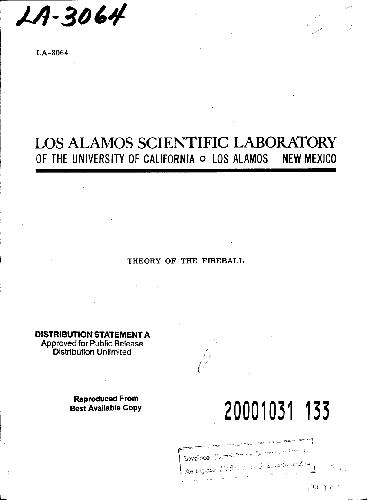 LA-3064
LA-3064
LOS ALAMOS SCIENTIFIC LABORATORY
OF THE UNIVERSITY OF CALIFORNIA o LOS ALAMOS NEW MEXICO
THEORY OF THE FIREBALL
DISTRIBUTION STATEMENT A
Approved for Public Release
Distribution Unlimited
Reproduced From
Best Available Copy
20001031 133